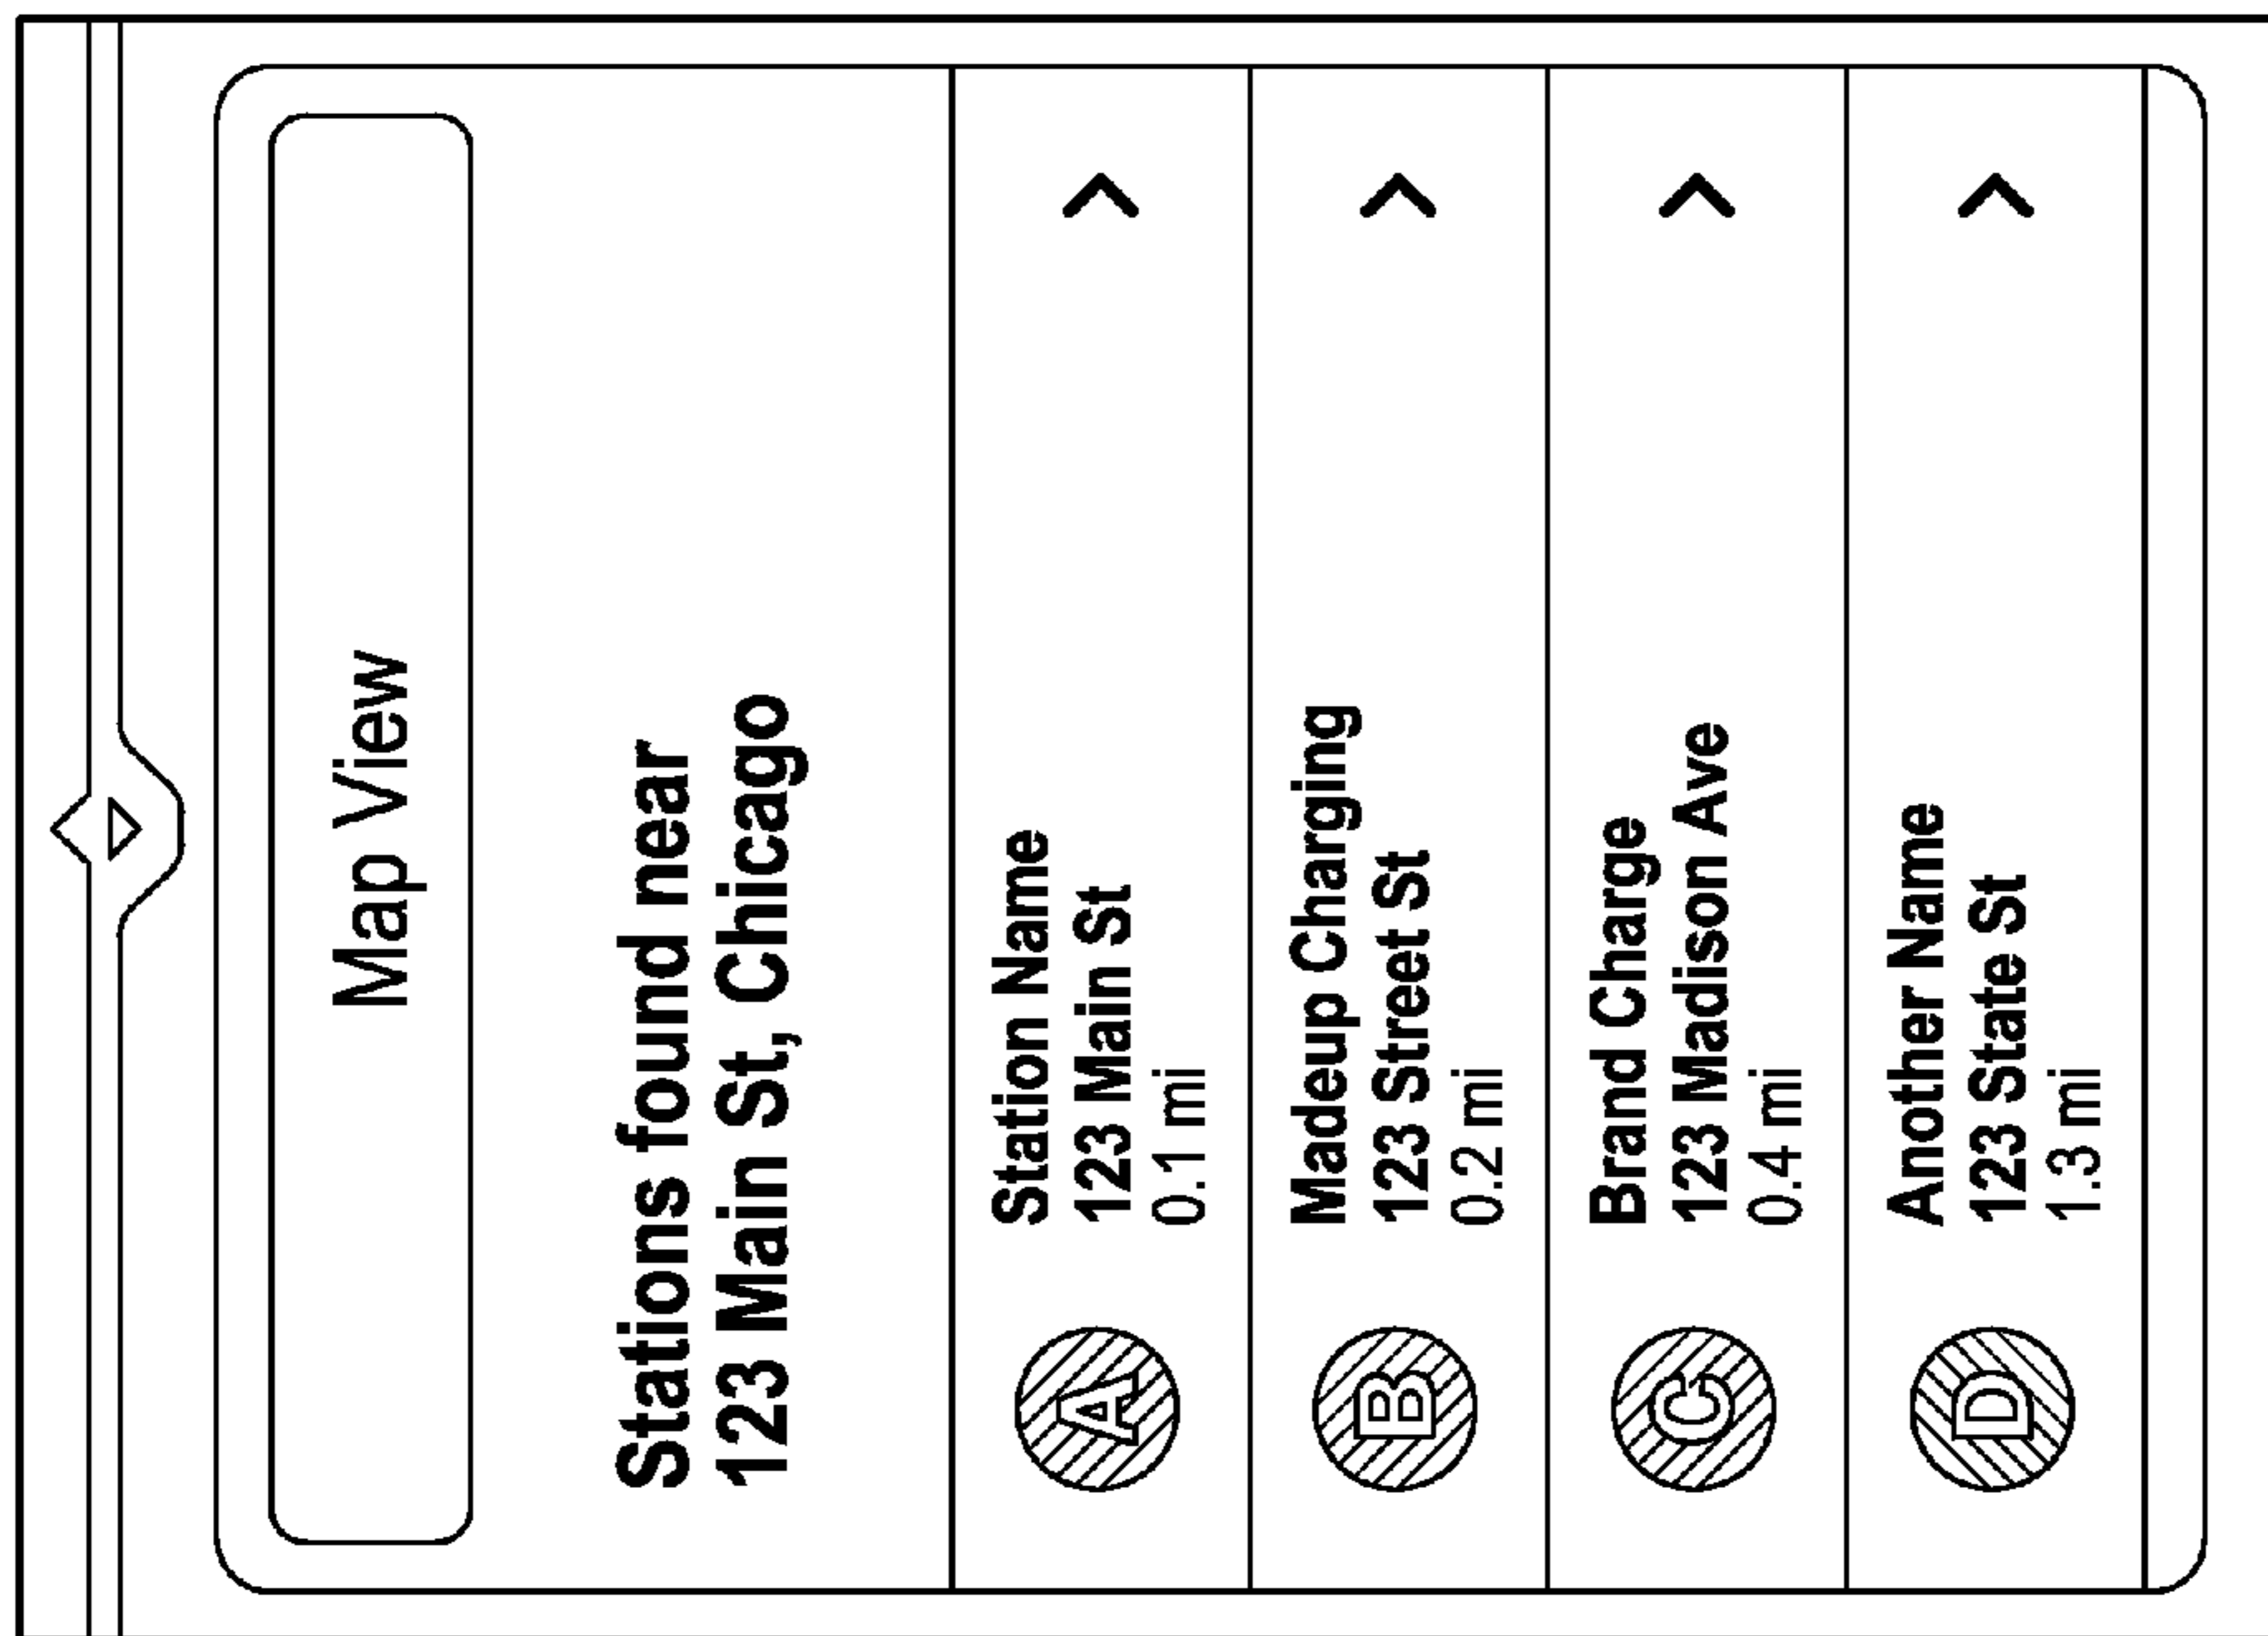 Map View
Stations found near
123 Main St, Chicago
A
Station Name
123 Main St
0.1 mi
B
Madeup Charging
123 Street St
0.2 mi
G
Brand Charge
123 Madison Ave
0.4 mi
D
Another Name
123 State St
1.3 mi